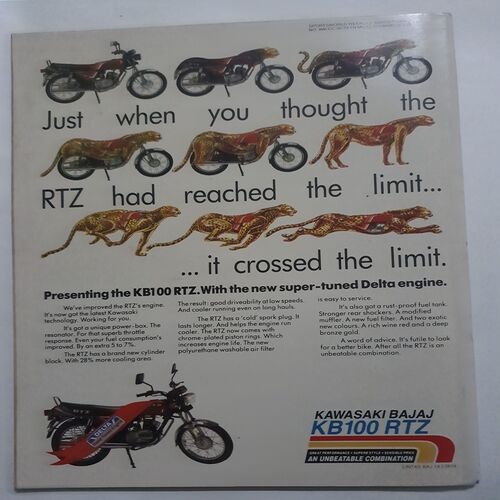 Just when you thought the
RTZ had reached the limit...
... it crossed the limit.
Presenting the KB100 RTZ. With the new super-tuned Delta engine.
We've improved the RTZ's engine.
It's now got the latest Kawasaki
technology. Working for you.
It's got a unique power-box. The
resonator. For that superb throttle
response. Even your fuel consumption's
improved. By an extra 5 to 7%.
The RTZ has a brand new cylinder
block. With 28% more cooling area.
The result: good driveability at low speeds.
And cooler running even on long hauls.
The RTZ has a 'cold' spark plug. It
lasts longer. And helps the engine run
cooler. The RTZ now comes with
chrome-plated piston rings. Which
increases engine life. The new
polyurethane washable air filter
is easy to service.
It's also got a rust-proof fuel tank.
Stronger rear shockers. A modified
muffler. A new fuel filter. And two exotic
new colours. A rich wine red and a deep
bronze gold.
A word of advice. It's futile to look
for a better bike. After all the RTZ is an
unbeatable combination.
DELTA
KAWASAKI BAJAJ
KB100 RTZ
GREAT PERFORMANCE • SUPERB STYLE • SENSIBLE PRICE
AN UNBEATABLE COMBINATION